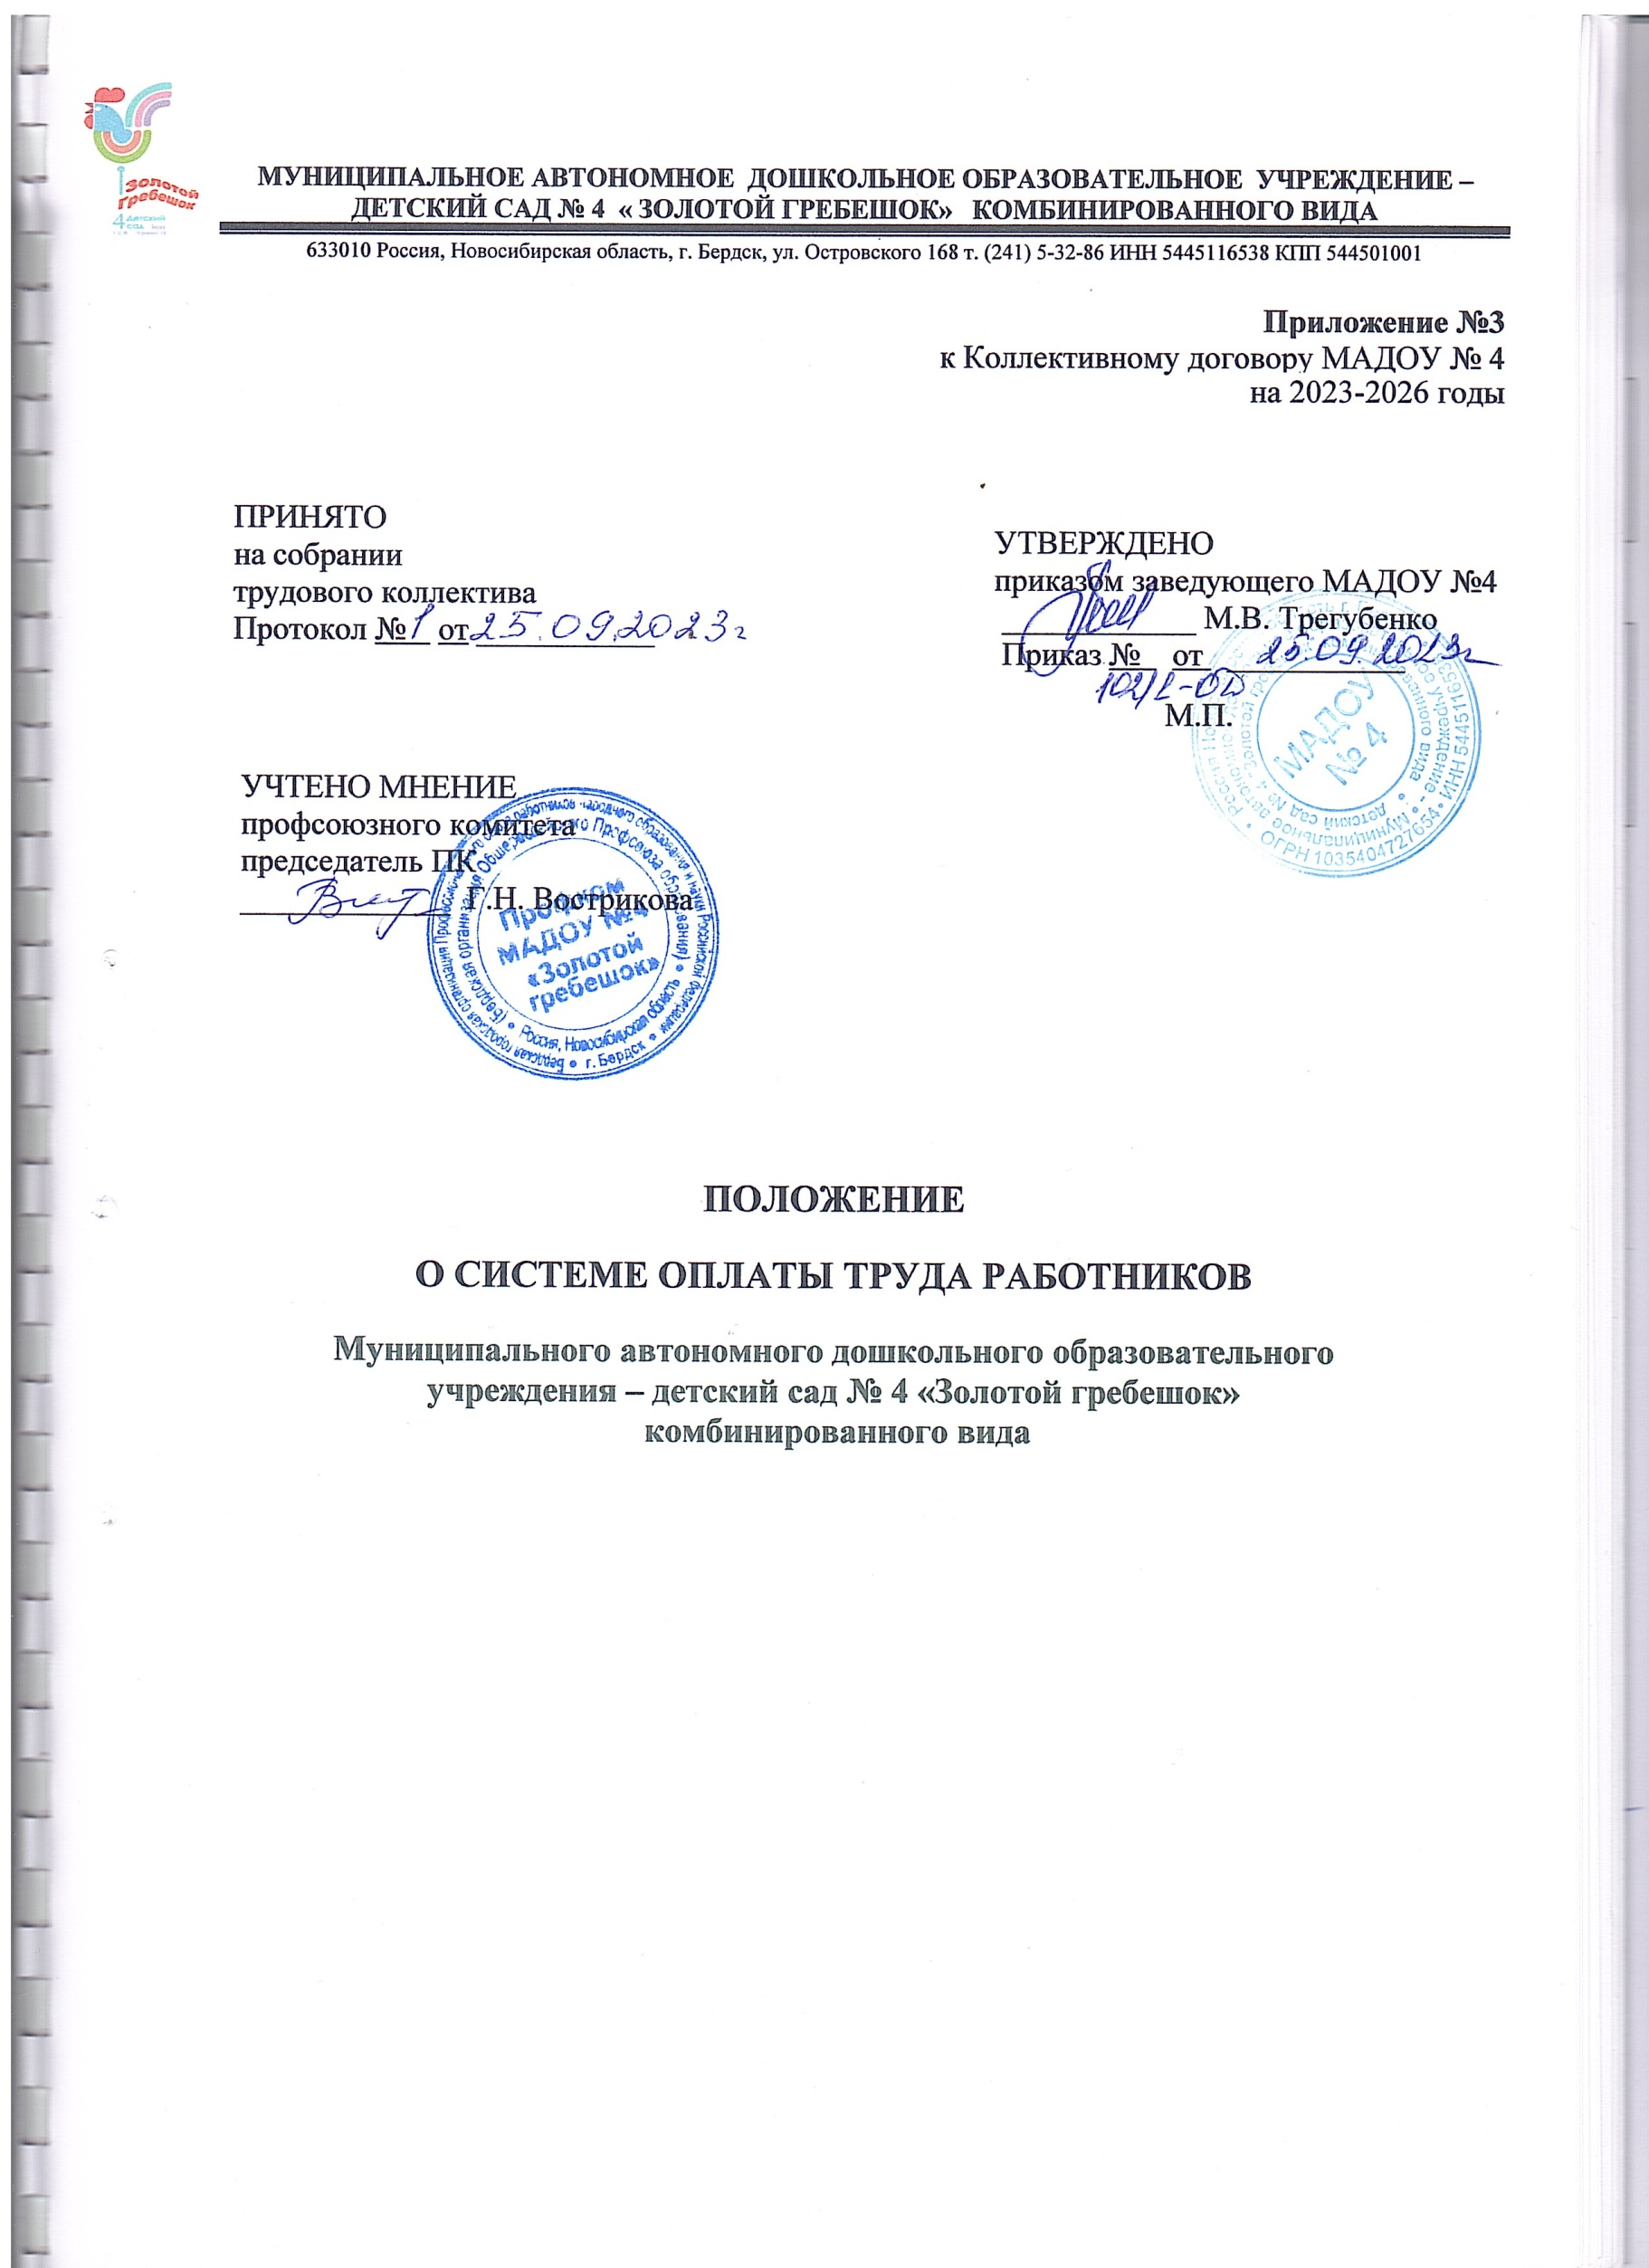 Золотой
Гребешок
4 детский
сад
МУНИЦИПАЛЬНОЕ АВТОНОМНОЕ ДОШКОЛЬНОЕ ОБРАЗОВАТЕЛЬНОЕ УЧРЕЖДЕНИЕ –
ДЕТСКИЙ САД № 4 « ЗОЛОТОЙ ГРЕБЕШОК» КОМБИНИРОВАННОГО ВИДА
633010 Россия, Новосибирская область, г. Бердск, ул. Островского 168 т. (241) 5-32-86 ИНН 5445116538 КПП 544501001
Приложение №3
к Коллективному договору МАДОУ № 4
на 2023-2026 годы
ПРИНЯТО
на собрании
трудового коллектива
Протокол №1 от 25.09.2023г
УТВЕРЖДЕНО
приказом заведующего МАДОУ №4
М.В. Трегубенко
Приказ № от 25.09.2023г
М.П.
МАДОУ
№ 4
ОГРН 1035404727654
УЧТЕНО МНЕНИЕ
профсоюзного комитета
председатель ПК
Г.Н. Вострикова
Профком
МАДОУ №4
«Золотой
гребешок»
Россия, Новосибирская область
г. Бердск
ПОЛОЖЕНИЕ
О СИСТЕМЕ ОПЛАТЫ ТРУДА РАБОТНИКОВ
Муниципального автономного дошкольного образовательного
учреждения – детский сад № 4 «Золотой гребешок»
комбинированного вида